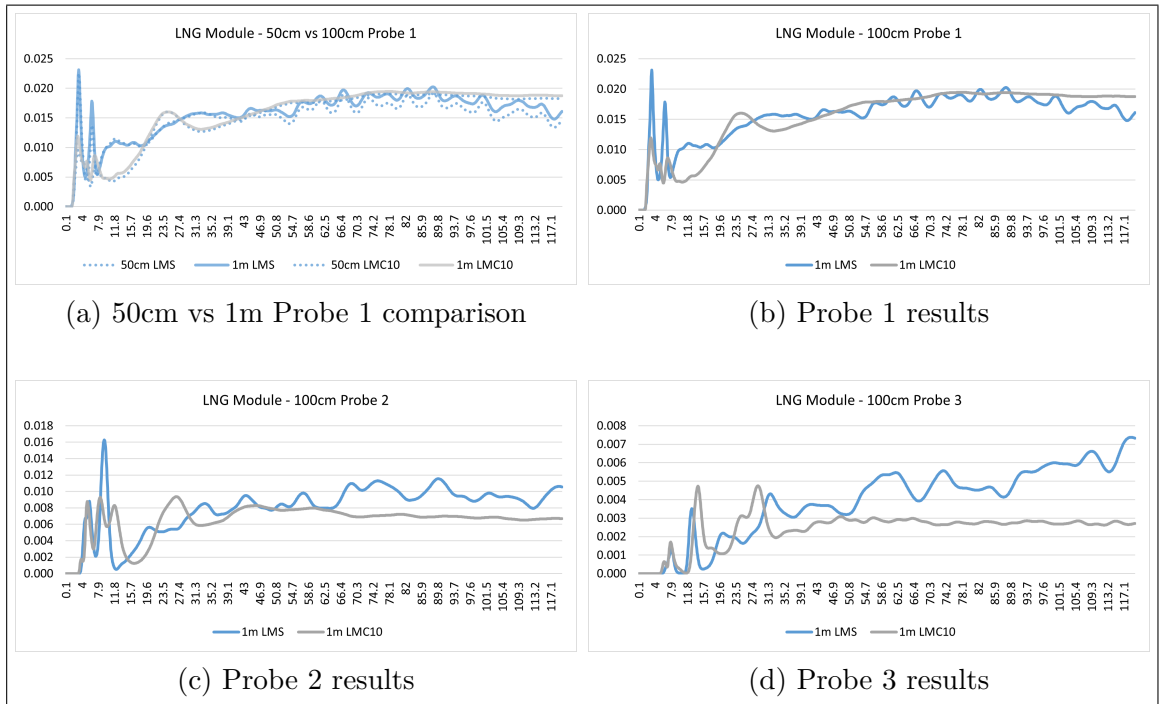 LNG Module - 50cm vs 100cm Probe 1
0.025
0.020
0.015
0.010
0.005
0.000
0.1 4 7.9 11.8 15.7 19.6 23.5 27.4 31.3 35.2 39.1 43 46.9 50.8 54.7 58.6 62.5 66.4 70.3 74.2 78.1 82 85.9 89.8 93.7 97.6 101.5 105.4 109.3 113.2 117.1
50cm LMS 1m LMS 50cm LMC10 1m LMC10
(a) 50cm vs 1m Probe 1 comparison
LNG Module - 100cm Probe 1
0.025
0.020
0.015
0.010
0.005
0.000
0.1 4 7.9 11.8 15.7 19.6 23.5 27.4 31.3 35.2 39.1 43 46.9 50.8 54.7 58.6 62.5 66.4 70.3 74.2 78.1 82 85.9 89.8 93.7 97.6 101.5 105.4 109.3 113.2 117.1
1m LMS 1m LMC10
(b) Probe 1 results
LNG Module - 100cm Probe 2
0.018
0.016
0.014
0.012
0.010
0.008
0.006
0.004
0.002
0.000
0.1 4 7.9 11.8 15.7 19.6 23.5 27.4 31.3 35.2 39.1 43 46.9 50.8 54.7 58.6 62.5 66.4 70.3 74.2 78.1 82 85.9 89.8 93.7 97.6 101.5 105.4 109.3 113.2 117.1
1m LMS 1m LMC10
(c) Probe 2 results
LNG Module - 100cm Probe 3
0.008
0.007
0.006
0.005
0.004
0.003
0.002
0.001
0.000
0.1 4 7.9 11.8 15.7 19.6 23.5 27.4 31.3 35.2 39.1 43 46.9 50.8 54.7 58.6 62.5 66.4 70.3 74.2 78.1 82 85.9 89.8 93.7 97.6 101.5 105.4 109.3 113.2 117.1
1m LMS 1m LMC10
(d) Probe 3 results